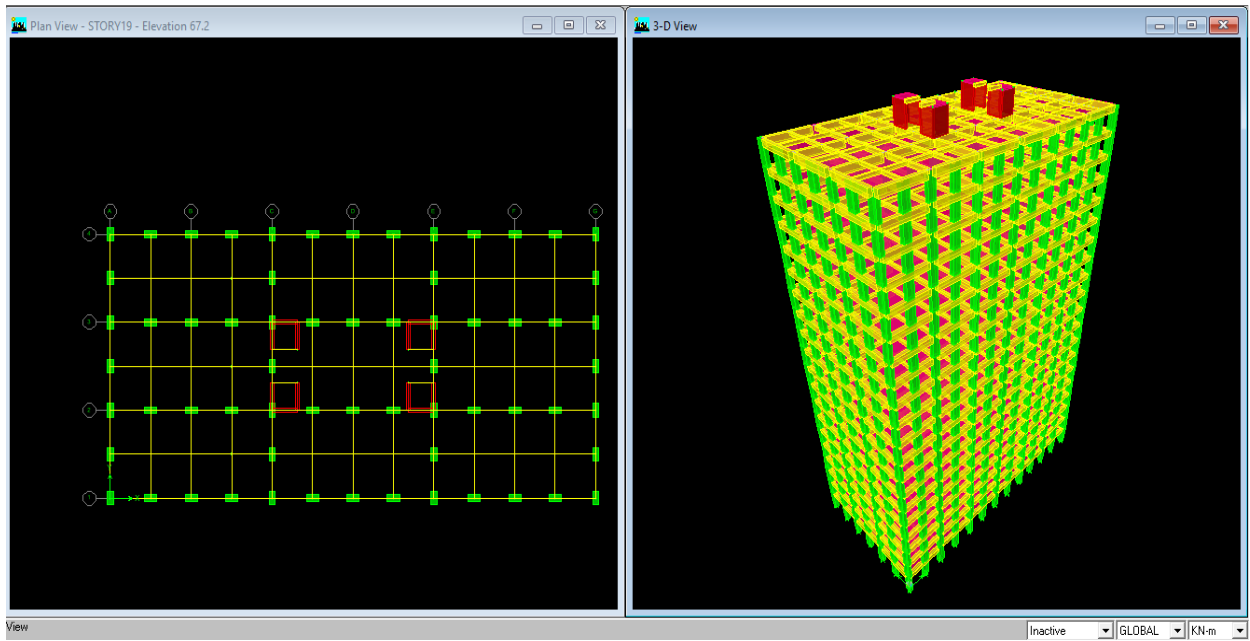 Plan View - STORY19 - Elevation 67.2
3-D View
A B C D E F G
4
3
2
1
View
Inactive
GLOBAL
KN-m